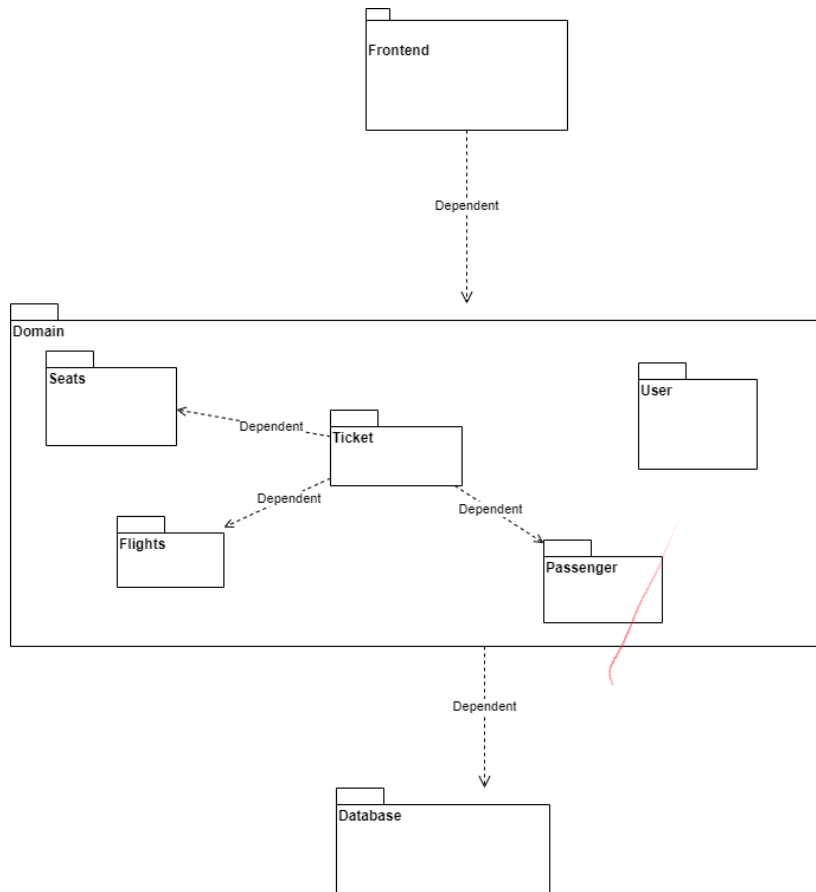 Frontend
Dependent
Domain
Seats
User
Dependent
Ticket
Dependent
Dependent
Flights
Passenger
Dependent
Database